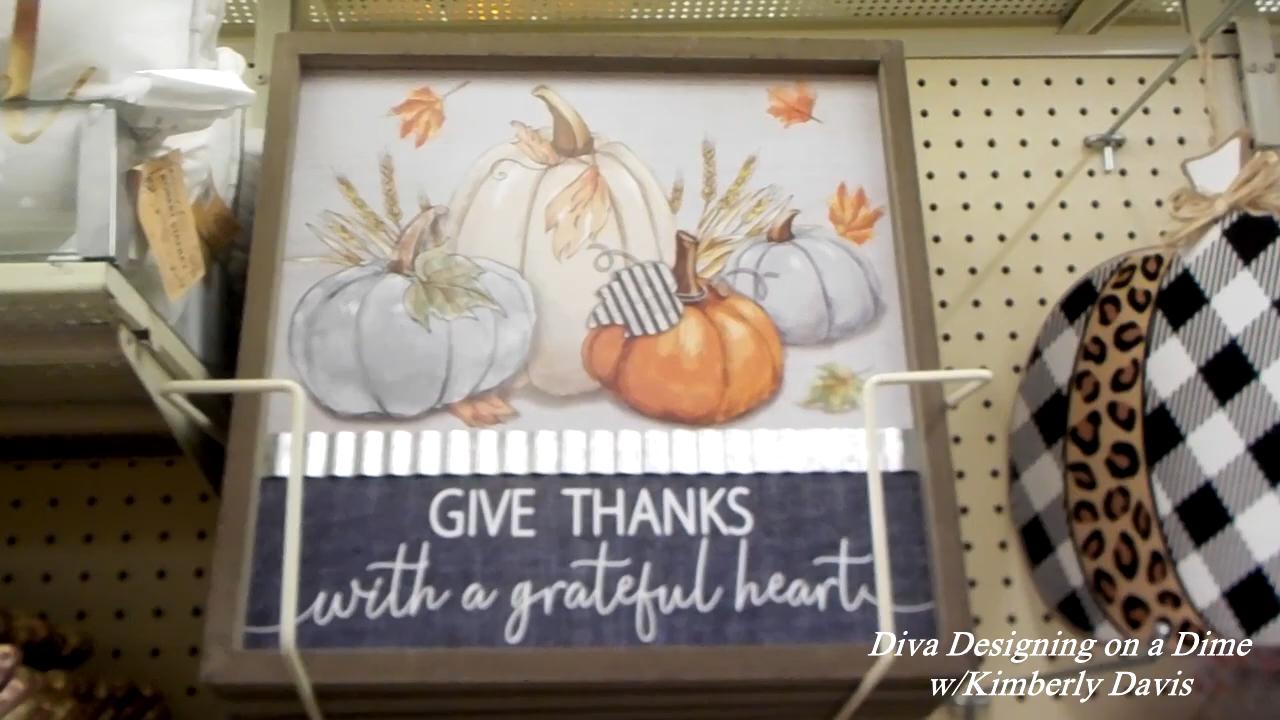 GIVE THANKS
with a grateful heart
Diva Designing on a Dime
w/Kimberly Davis